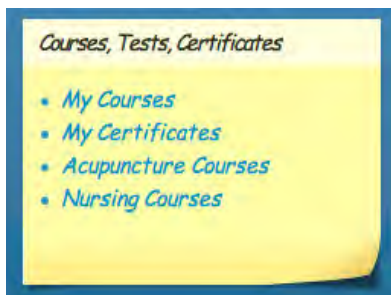 Courses, Tests, Certificates
My Courses
My Certificates
Acupuncture Courses
Nursing Courses